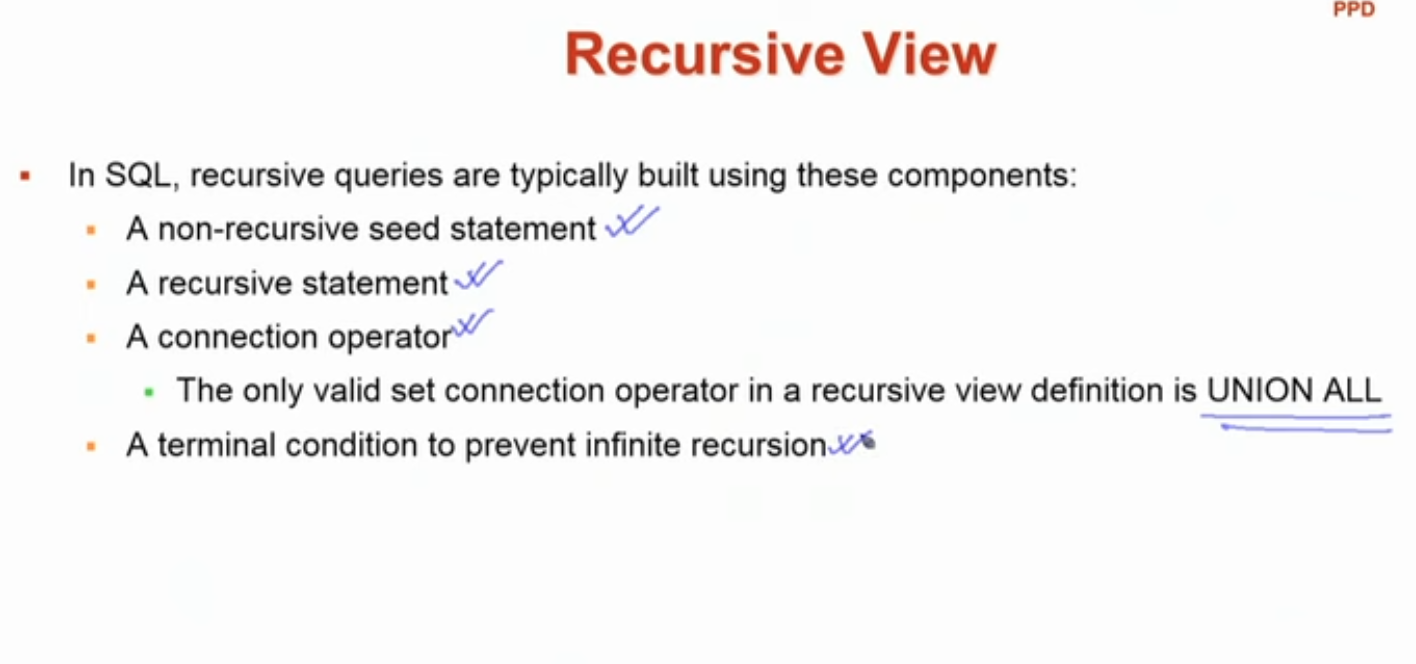 PPD
Recursive View
In SQL, recursive queries are typically built using these components:
A non-recursive seed statement
A recursive statement
A connection operator
The only valid set connection operator in a recursive view definition is UNION ALL
A terminal condition to prevent infinite recursion